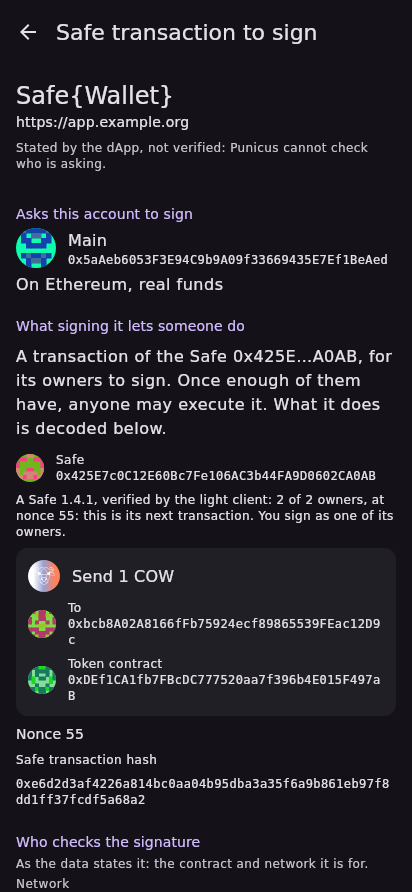 Safe transaction to sign
Safe{Wallet}
https://app.example.org
Stated by the dApp, not verified: Punicus cannot check
who is asking.
Asks this account to sign
Main
0x5aAeb6053F3E94C9b9A09f33669435E7Ef1BeAed
On Ethereum, real funds
What signing it lets someone do
A transaction of the Safe 0x425E...A0AB, for
its owners to sign. Once enough of them
have, anyone may execute it. What it does
is decoded below.
Safe
0x425E7c0C12E60Bc7Fe106AC3b44FA9D0602CA0AB
A Safe 1.4.1, verified by the light client: 2 of 2 owners, at
nonce 55: this is its next transaction. You sign as one of its
owners.
Send 1 COW
To
0xbcb8A02A8166fFb75924ecf89865539FEac12D9
c
Token contract
0xDEf1CA1fb7FBcDC777520aa7f396b4E015F497a
B
Nonce 55
Safe transaction hash
0xe6d2d3af4226a814bc0aa04b95dba3a35f6a9b861eb97f8
dd1ff37fcdf5a68a2
Who checks the signature
As the data states it: the contract and network it is for.
Network